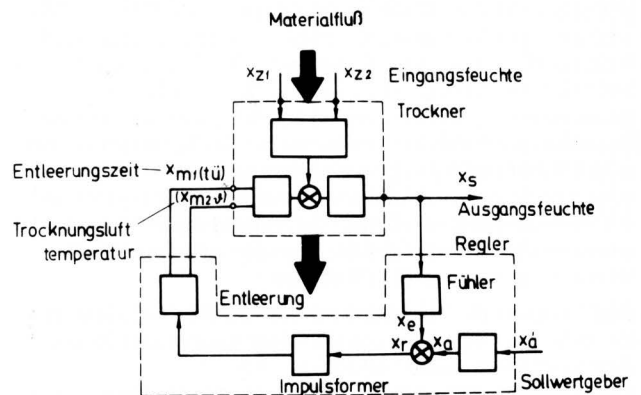 Materialfluß
xz1 xz2 Eingangsfeuchte
Trockner
Entleerungszeit xm1(tü)
(xm2ϑ)
Trocknungsluft
temperatur
xs
Ausgangsfeuchte
Regler
Entleerung
Fühler
xe
xr xa xá
Impulsformer
Sollwertgeber